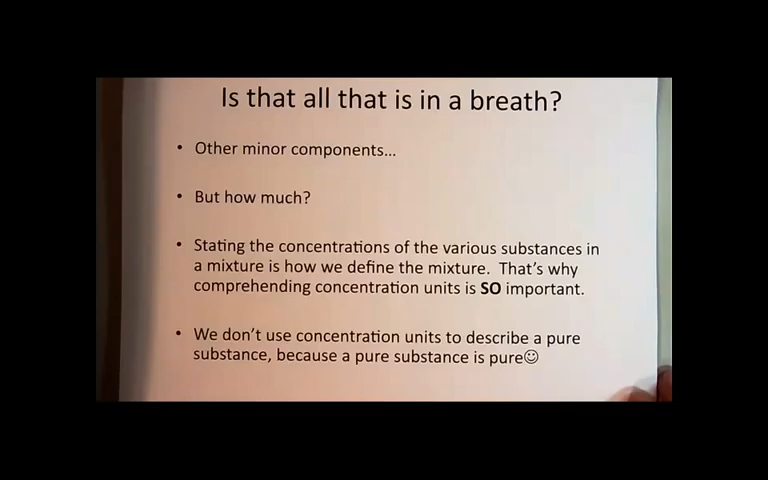 Is that all that is in a breath?
• Other minor components...
• But how much?
• Stating the concentrations of the various substances in
a mixture is how we define the mixture.  That's why
comprehending concentration units is SO important.
• We don't use concentration units to describe a pure
substance, because a pure substance is pure☺